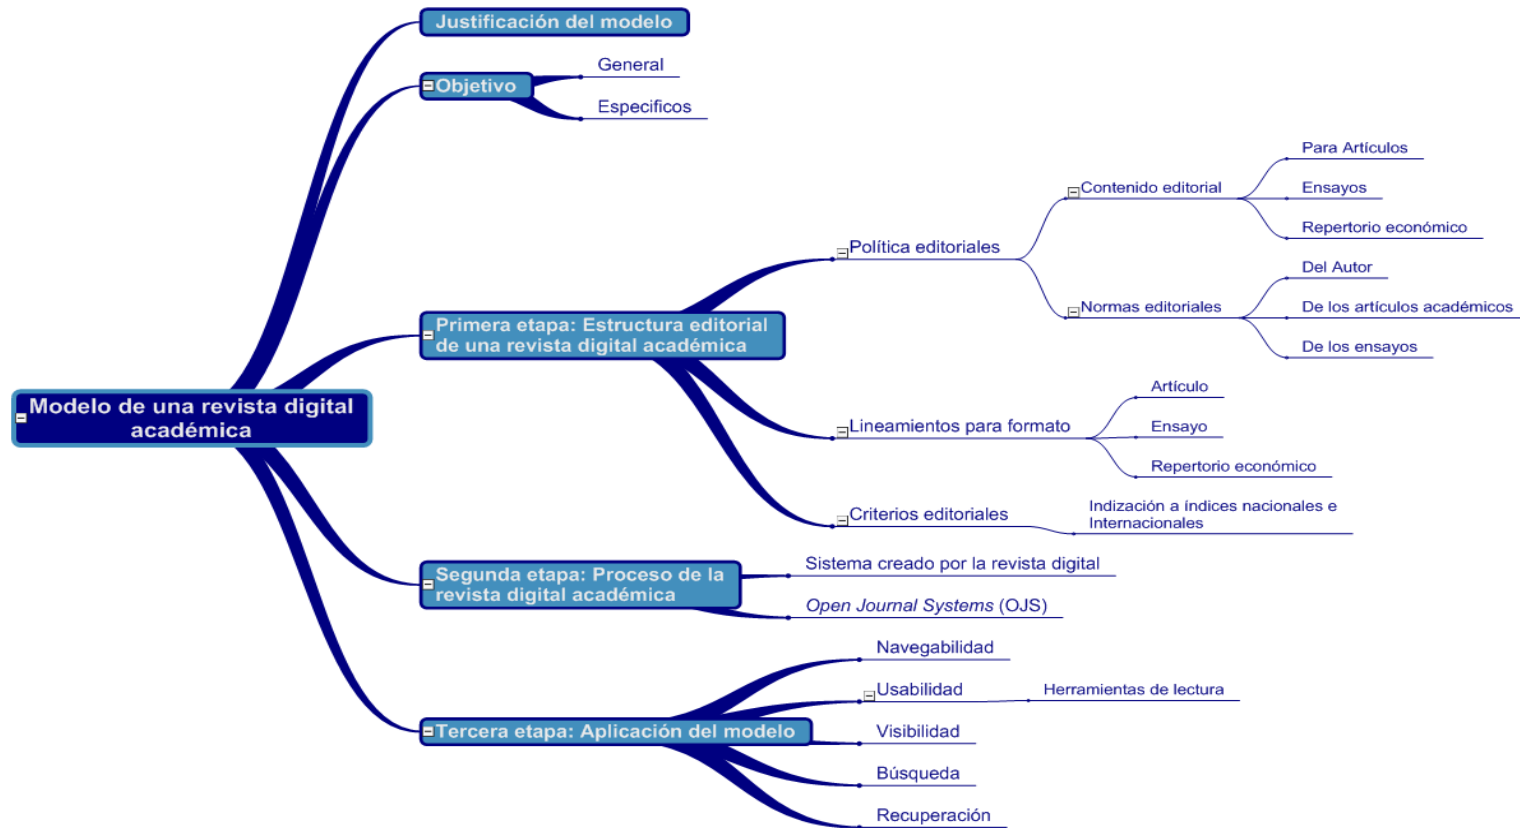 Justificación del modelo
Objetivo
General
Especificos
Modelo de una revista digital
académica
Primera etapa: Estructura editorial
de una revista digital académica
Política editoriales
Contenido editorial
Para Artículos
Ensayos
Repertorio económico
Normas editoriales
Del Autor
De los artículos académicos
De los ensayos
Lineamientos para formato
Artículo
Ensayo
Repertorio económico
Criterios editoriales
Indización a índices nacionales e
Internacionales
Segunda etapa: Proceso de la
revista digital académica
Sistema creado por la revista digital
Open Journal Systems (OJS)
Tercera etapa: Aplicación del modelo
Navegabilidad
Usabilidad
Herramientas de lectura
Visibilidad
Búsqueda
Recuperación